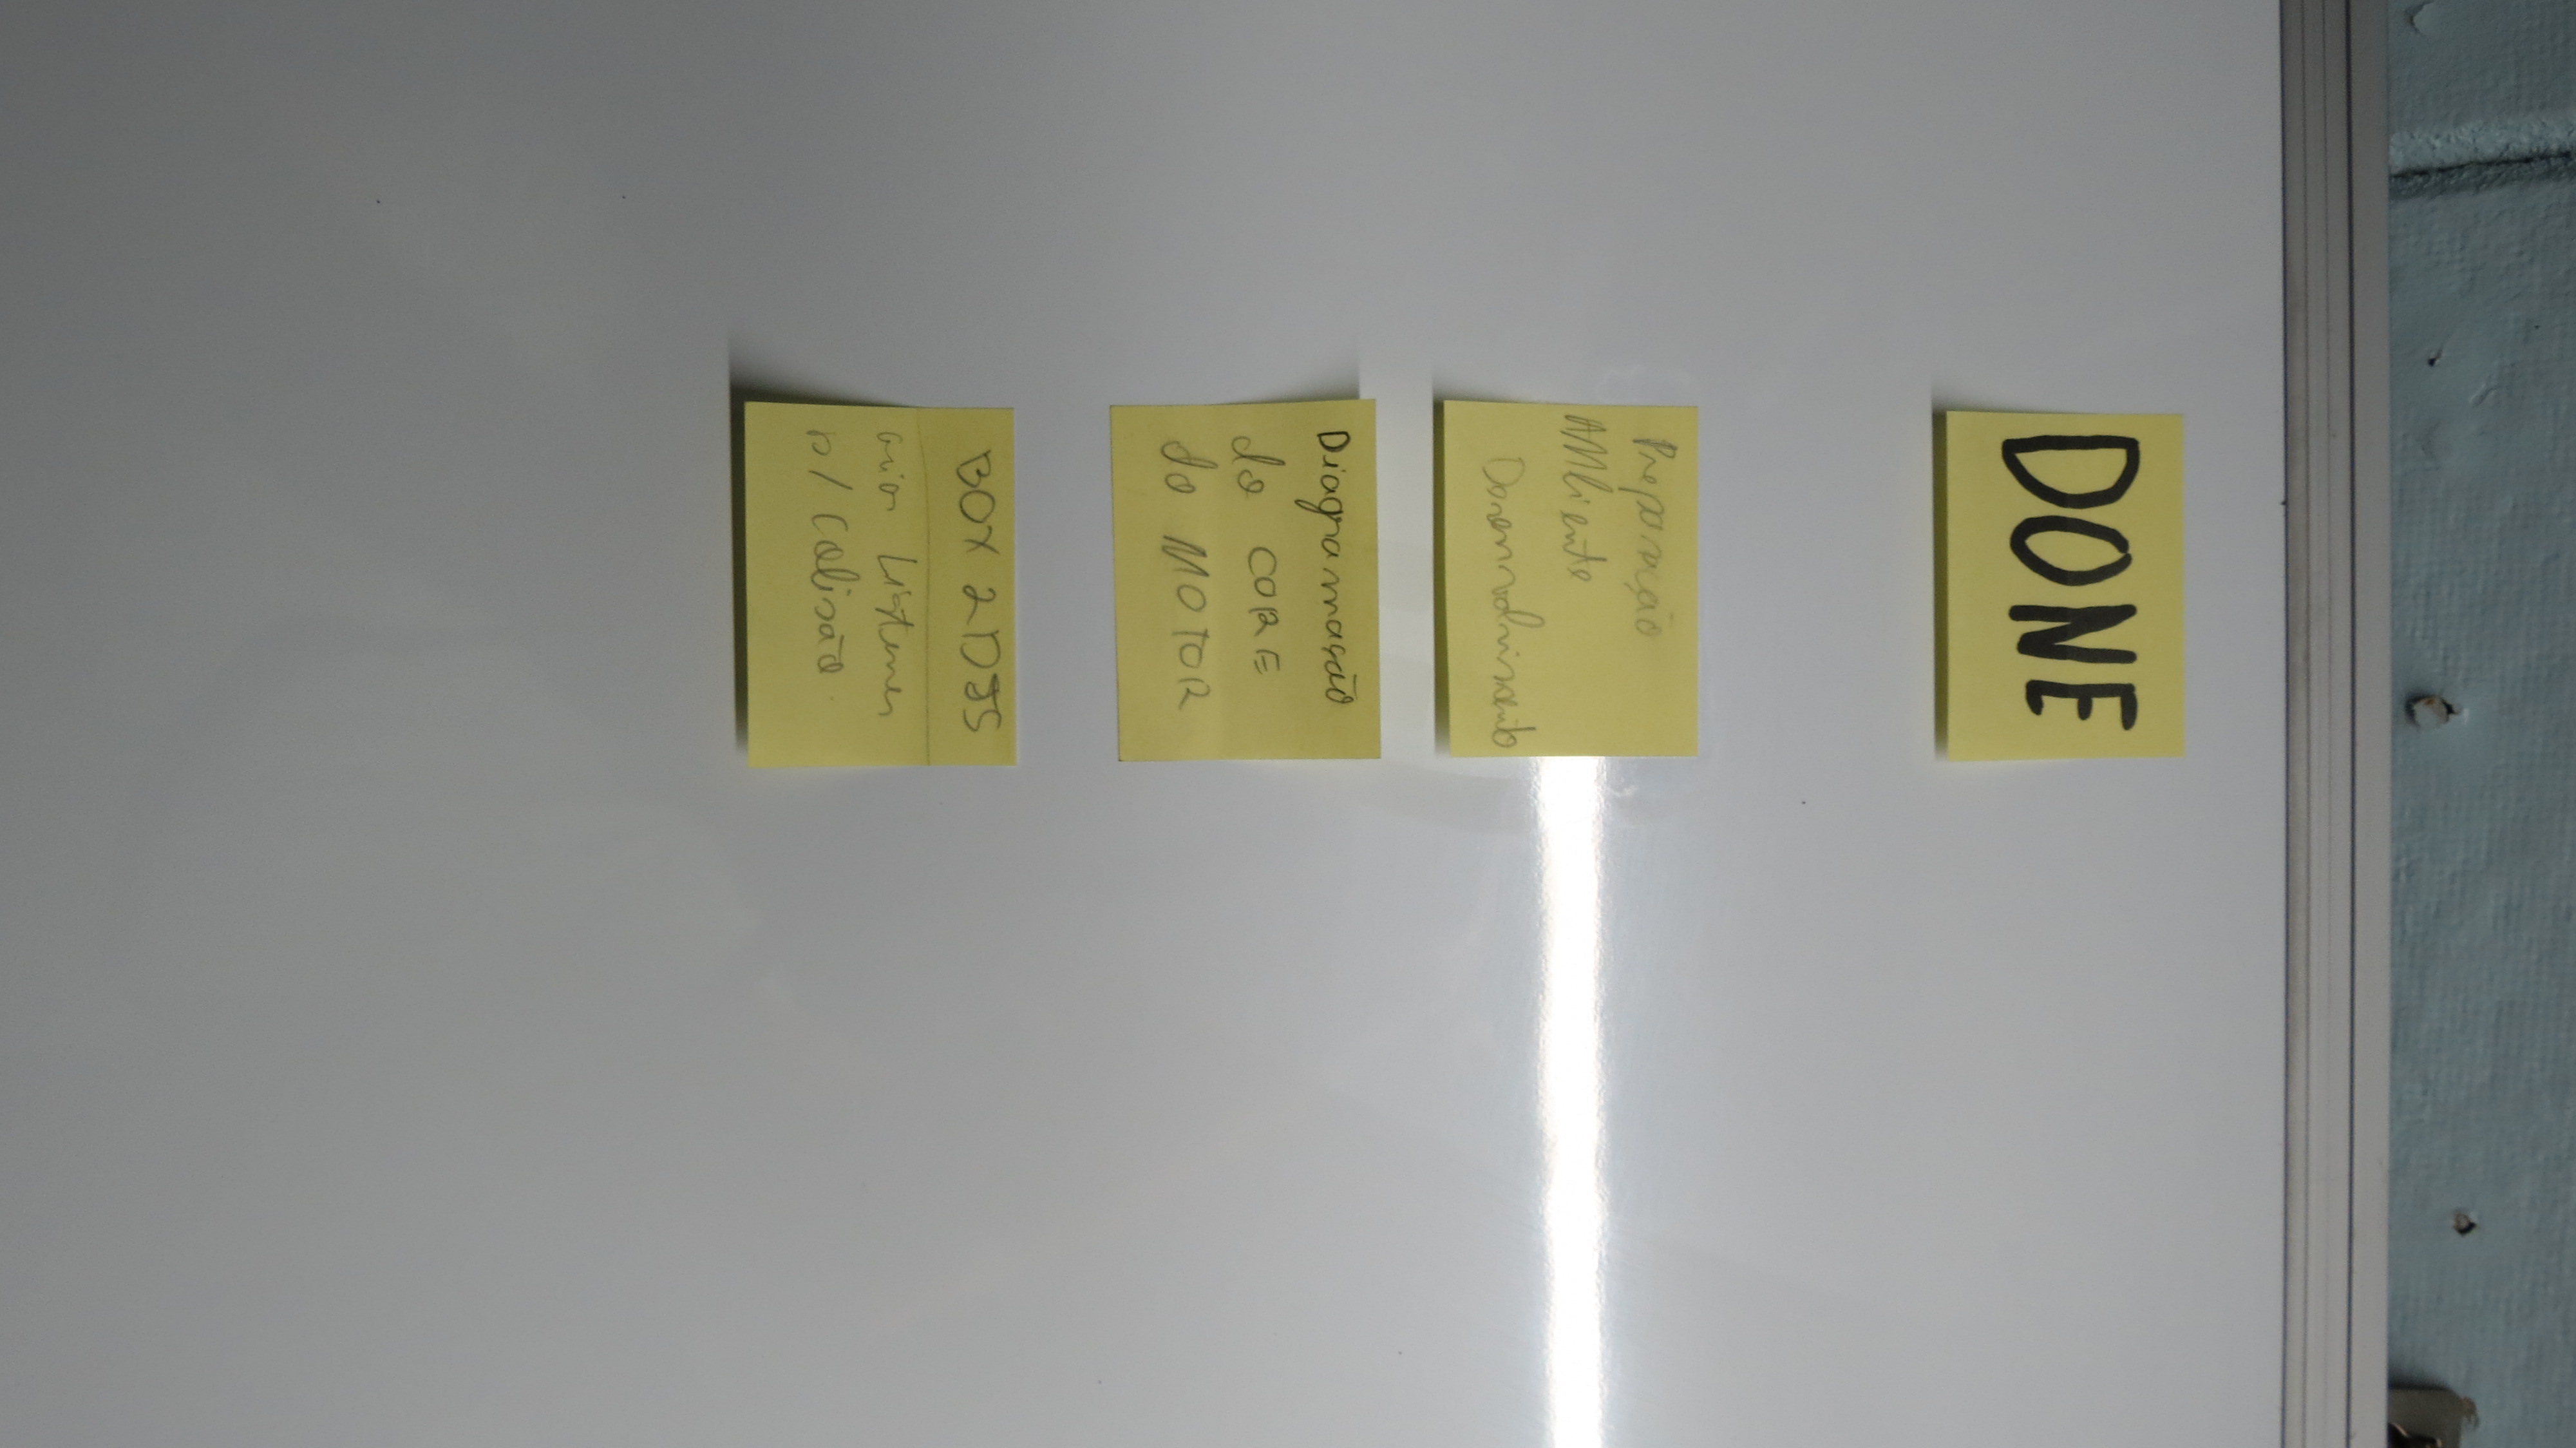 DONE
Preparação
AMbiente
Desenvolvimento
Diagramação
do CORE
do MOTOR
BOX 2DJS
criar Listener
p/ Colisão